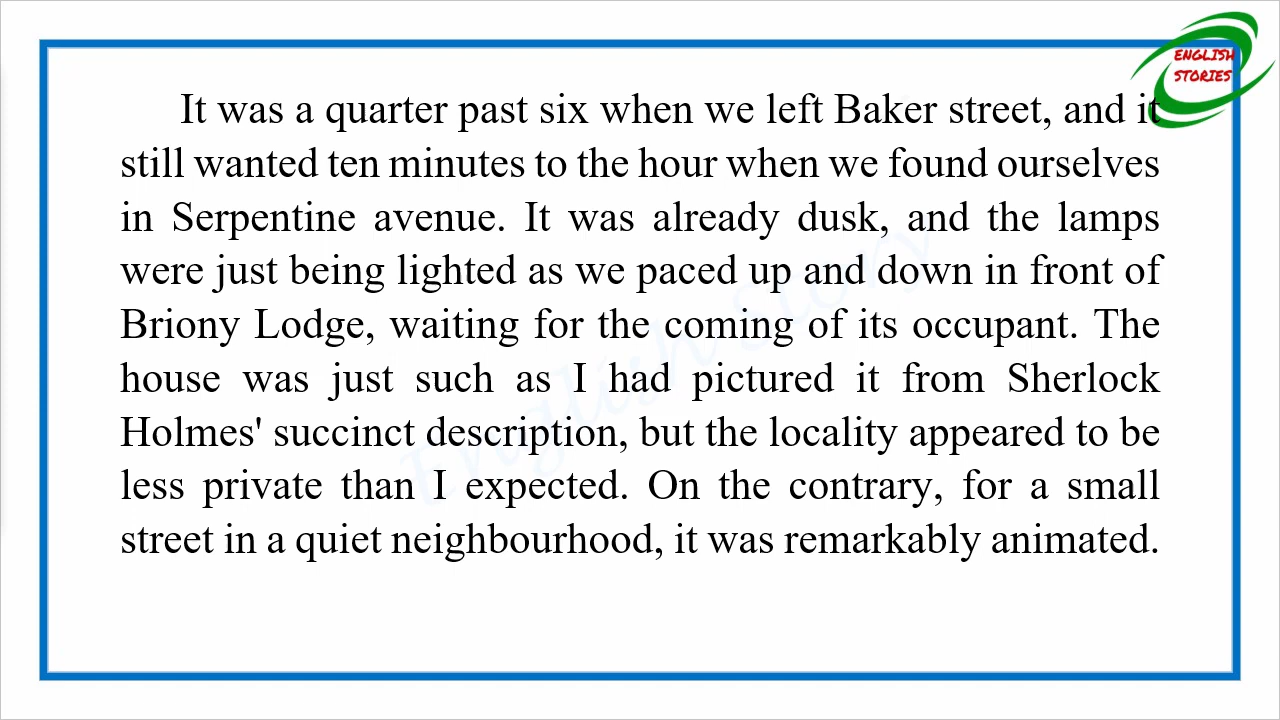 ENGLISH
STORIES
It was a quarter past six when we left Baker street, and it
still wanted ten minutes to the hour when we found ourselves
in Serpentine avenue. It was already dusk, and the lamps
were just being lighted as we paced up and down in front of
Briony Lodge, waiting for the coming of its occupant. The
house was just such as I had pictured it from Sherlock
Holmes' succinct description, but the locality appeared to be
less private than I expected. On the contrary, for a small
street in a quiet neighbourhood, it was remarkably animated.
English Story